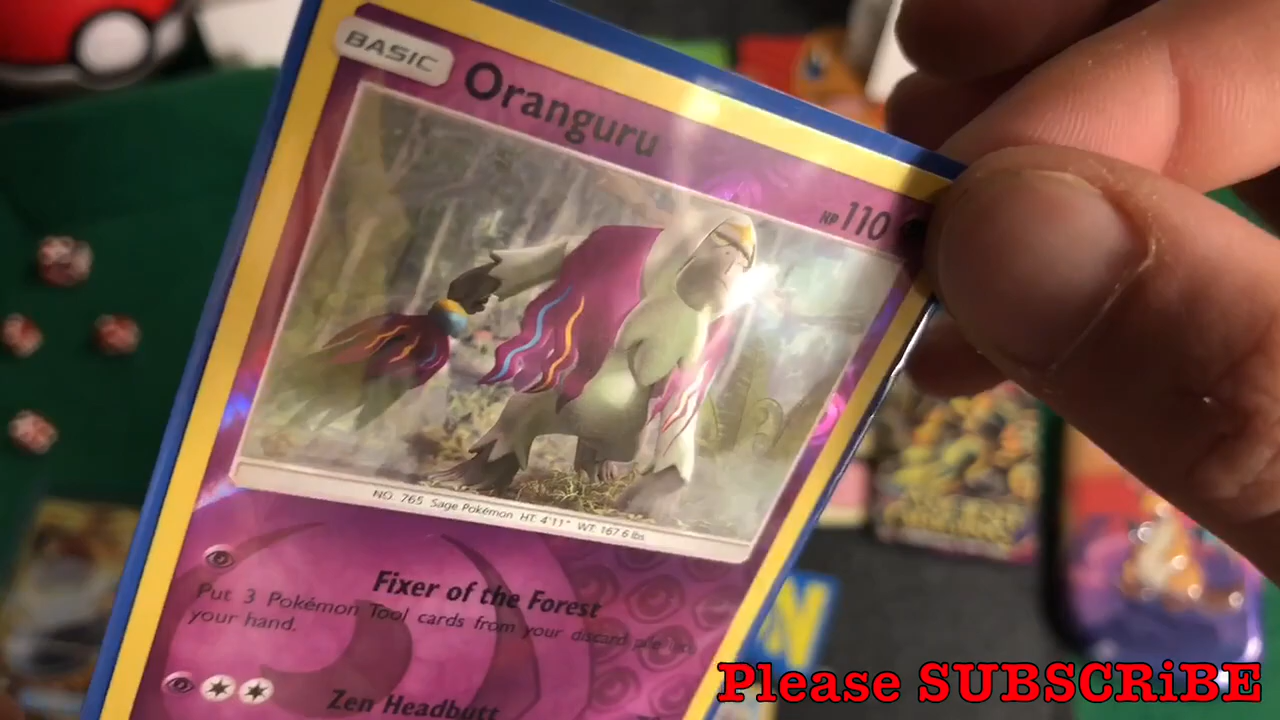 BASIC
Oranguru
HP 110
NO. 765 Sage Pokémon HT: 4'11" WT: 167.6 lbs
Fixer of the Forest
Put 3 Pokémon Tool cards from your discard pile into
your hand.
Zen Headbutt
Please SUBSCRiBE